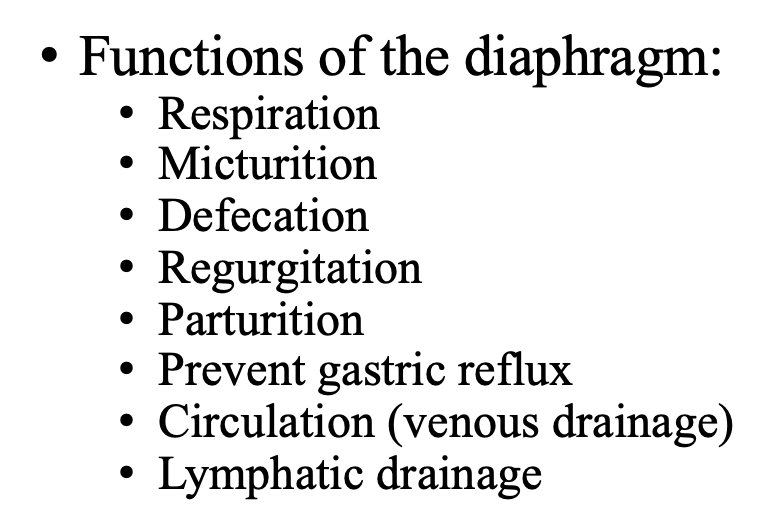 • Functions of the diaphragm:
• Respiration
• Micturition
• Defecation
• Regurgitation
• Parturition
• Prevent gastric reflux
• Circulation (venous drainage)
• Lymphatic drainage